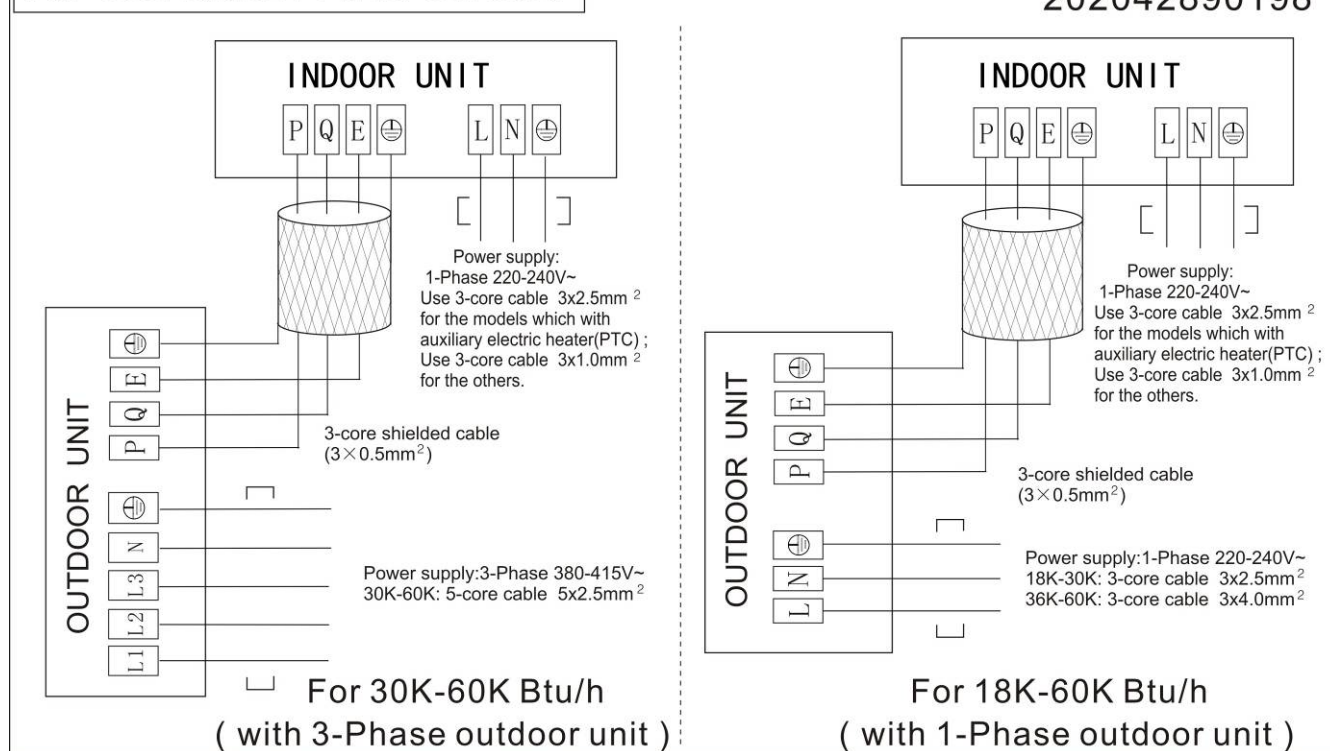 202042890198
INDOOR UNIT
P Q E L N
Power supply:
1-Phase 220-240V~
Use 3-core cable 3x2.5mm²
for the models which with
auxiliary electric heater(PTC) ;
Use 3-core cable 3x1.0mm²
for the others.
OUTDOOR UNIT
E
Q
P
N
L3
L2
L1
3-core shielded cable
(3×0.5mm²)
Power supply:3-Phase 380-415V~
30K-60K: 5-core cable 5x2.5mm²
For 30K-60K Btu/h
( with 3-Phase outdoor unit )
INDOOR UNIT
P Q E L N
Power supply:
1-Phase 220-240V~
Use 3-core cable 3x2.5mm²
for the models which with
auxiliary electric heater(PTC) ;
Use 3-core cable 3x1.0mm²
for the others.
OUTDOOR UNIT
E
Q
P
N
L
3-core shielded cable
(3×0.5mm²)
Power supply:1-Phase 220-240V~
18K-30K: 3-core cable 3x2.5mm²
36K-60K: 3-core cable 3x4.0mm²
For 18K-60K Btu/h
( with 1-Phase outdoor unit )